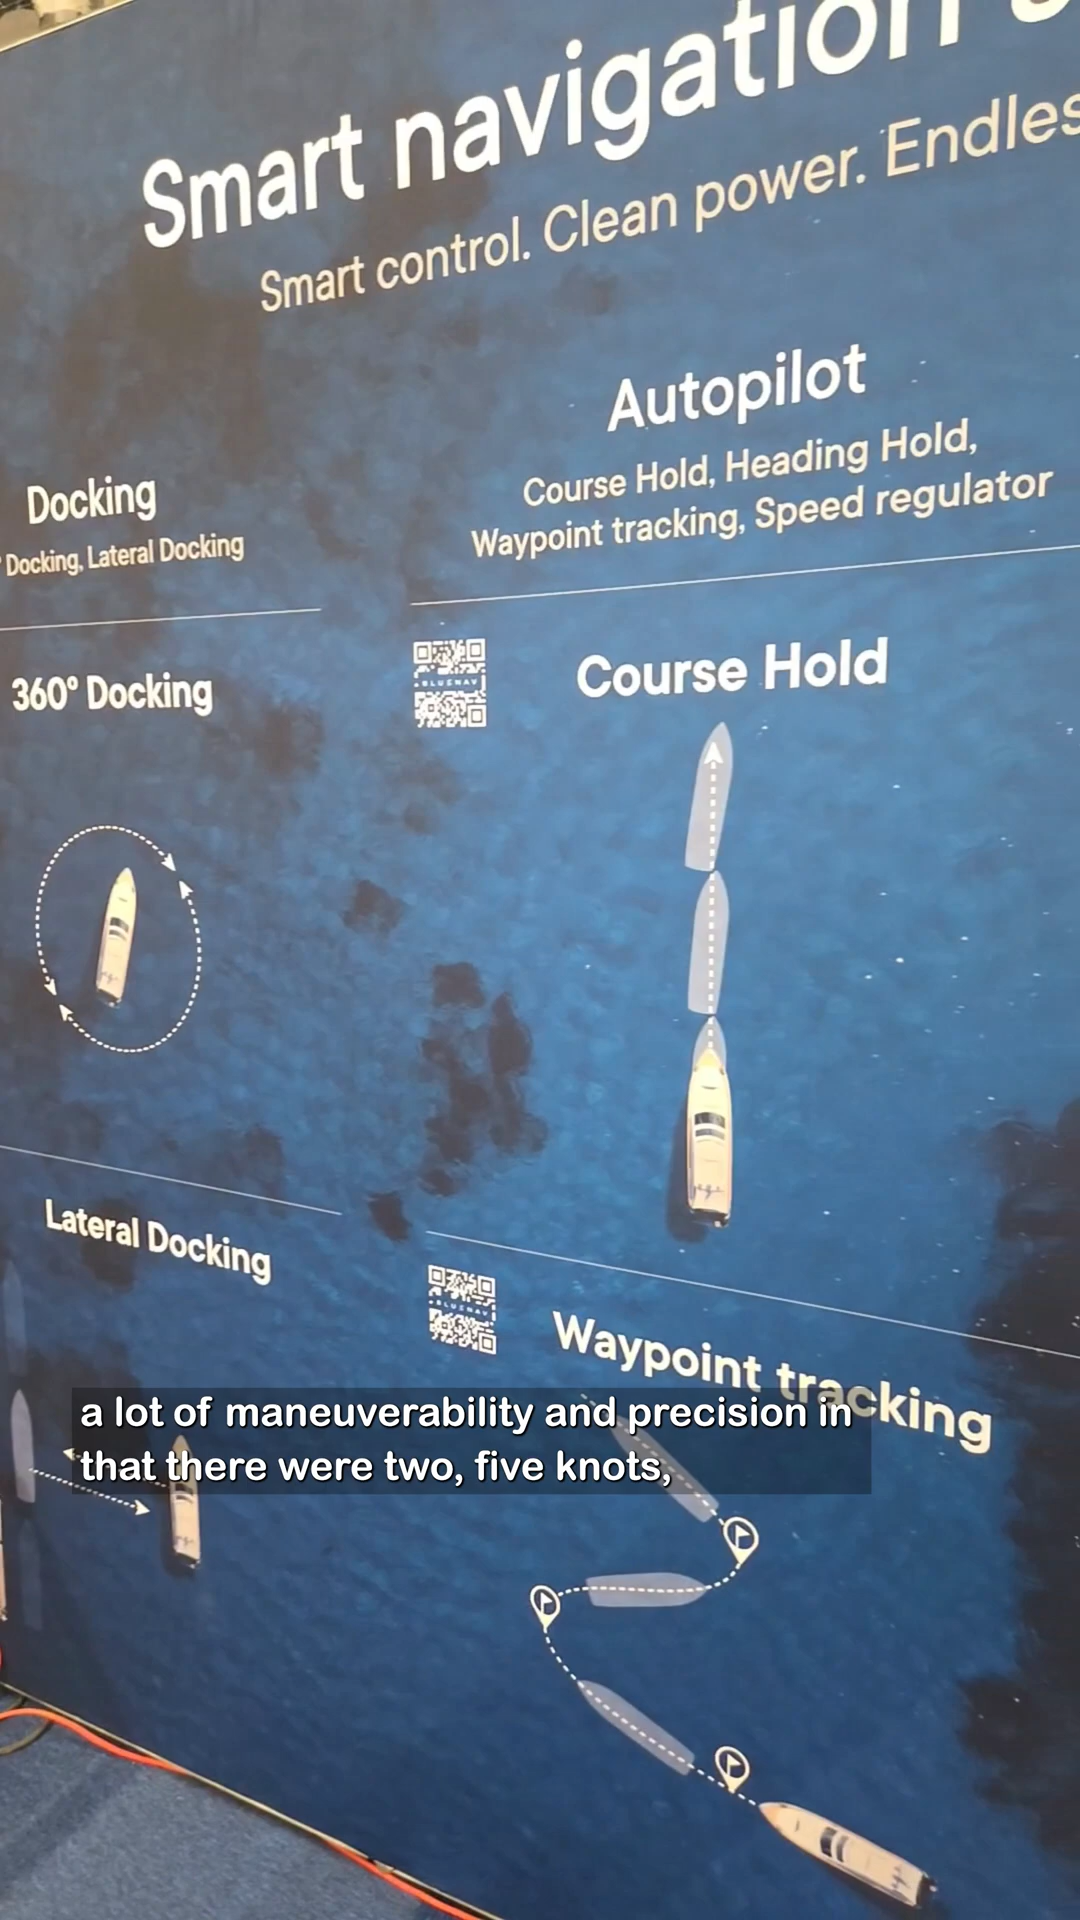 Smart navigation
Smart control. Clean power. Endles
Autopilot
Course Hold, Heading Hold,
Waypoint tracking, Speed regulator
Docking
Docking, Lateral Docking
360° Docking
BLUENAV
Course Hold
Lateral Docking
BLUENAV
Waypoint tracking
a lot of maneuverability and precision in
that there were two, five knots,